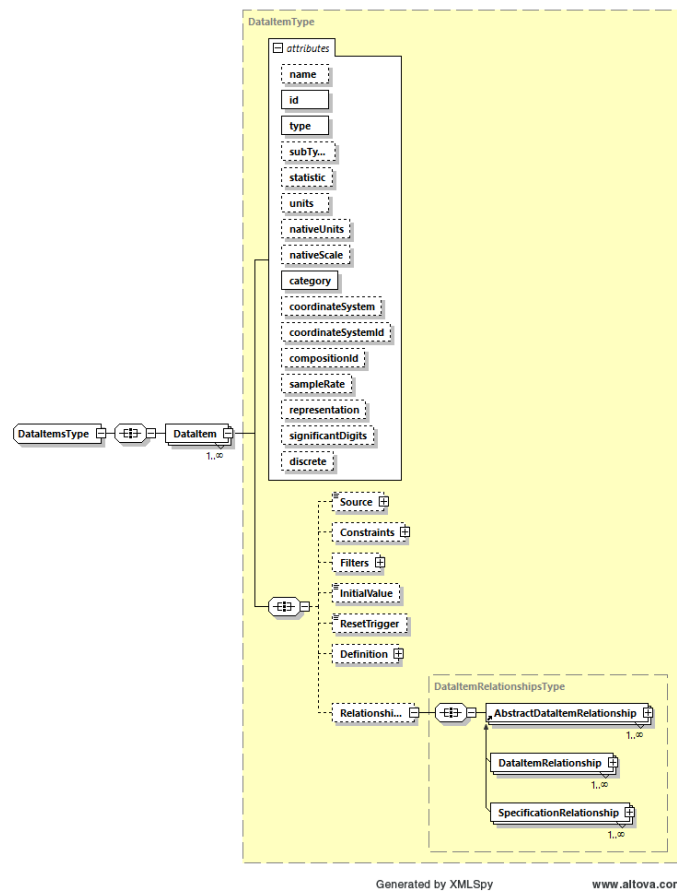 DataItemType
attributes
name
id
type
subTy...
statistic
units
nativeUnits
nativeScale
category
coordinateSystem
coordinateSystemId
compositionId
sampleRate
representation
significantDigits
discrete
DataItemsType
DataItem
1..∞
Source
Constraints
Filters
InitialValue
ResetTrigger
Definition
DataItemRelationshipsType
Relationshi...
AbstractDataItemRelationship
1..∞
DataItemRelationship
1..∞
SpecificationRelationship
1..∞
Generated by XMLSpy
www.altova.cor